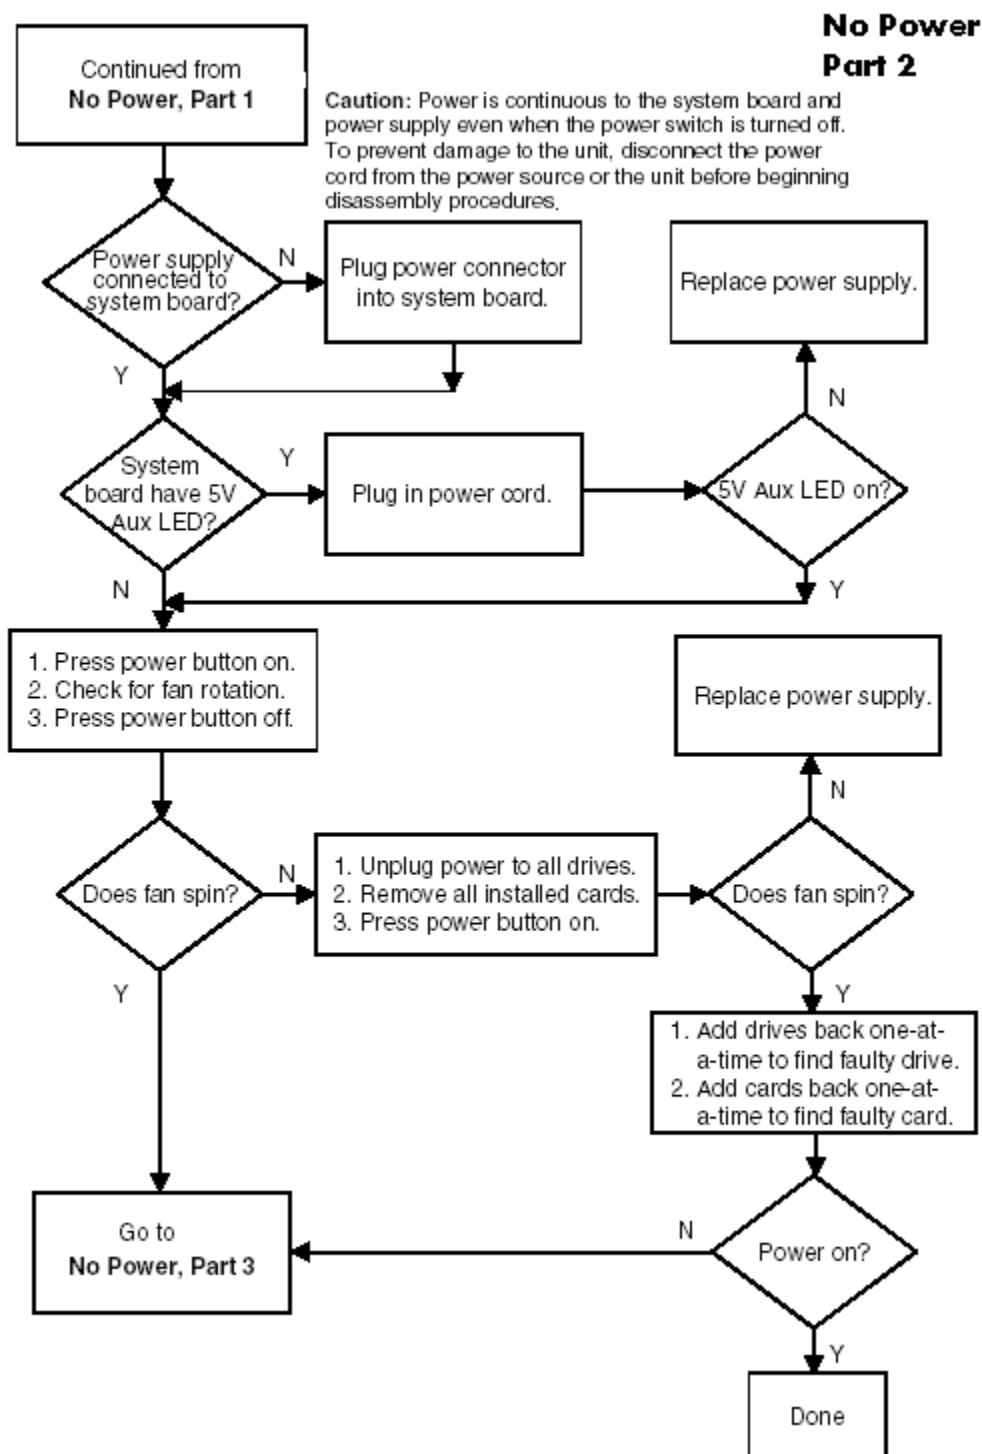 No Power
Part 2
Continued from
No Power, Part 1
Caution: Power is continuous to the system board and
power supply even when the power switch is turned off.
To prevent damage to the unit, disconnect the power
cord from the power source or the unit before beginning
disassembly procedures.
Power supply
connected to
system board?
N
Plug power connector
into system board.
Replace power supply.
Y
N
System
board have 5V
Aux LED?
Y
Plug in power cord.
5V Aux LED on?
N
Y
1. Press power button on.
2. Check for fan rotation.
3. Press power button off.
Replace power supply.
N
Does fan spin?
N
1. Unplug power to all drives.
2. Remove all installed cards.
3. Press power button on.
Does fan spin?
Y
Y
1. Add drives back one-at-
a-time to find faulty drive.
2. Add cards back one-at-
a-time to find faulty card.
Go to
No Power, Part 3
N
Power on?
Y
Done